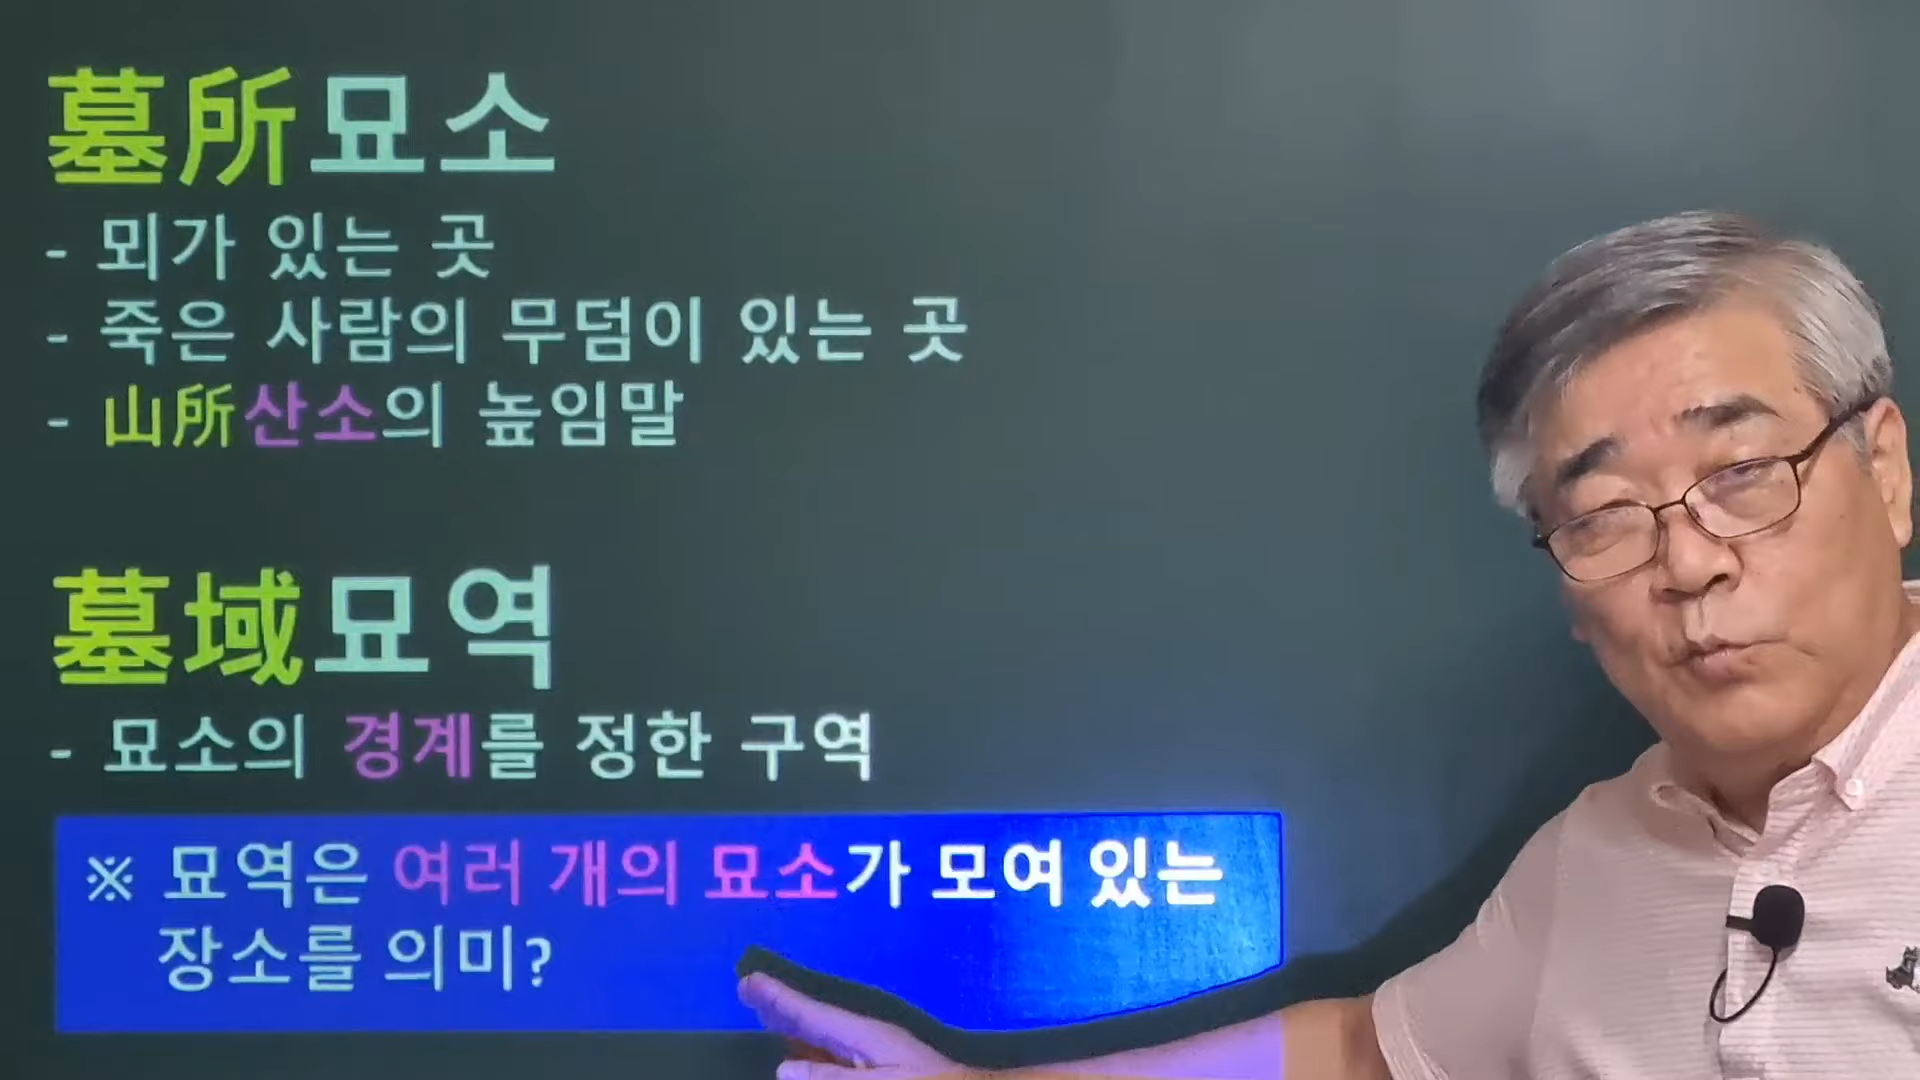 墓所묘소
- 뫼가 있는 곳
- 죽은 사람의 무덤이 있는 곳
- 山所산소의 높임말
墓域묘역
- 묘소의 경계를 정한 구역
※ 묘역은 여러 개의 묘소가 모여 있는
장소를 의미?